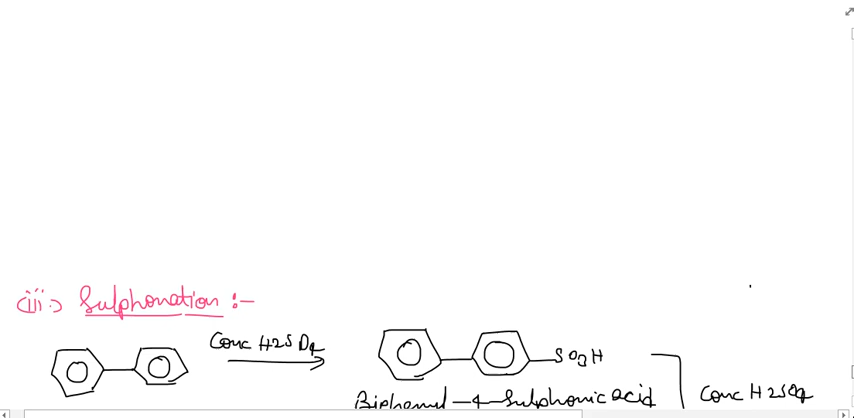 (iii) Sulphonation :-
Conc H2SO4
SO3H
Biphenyl-4-Sulphonic acid
Conc H2SO4